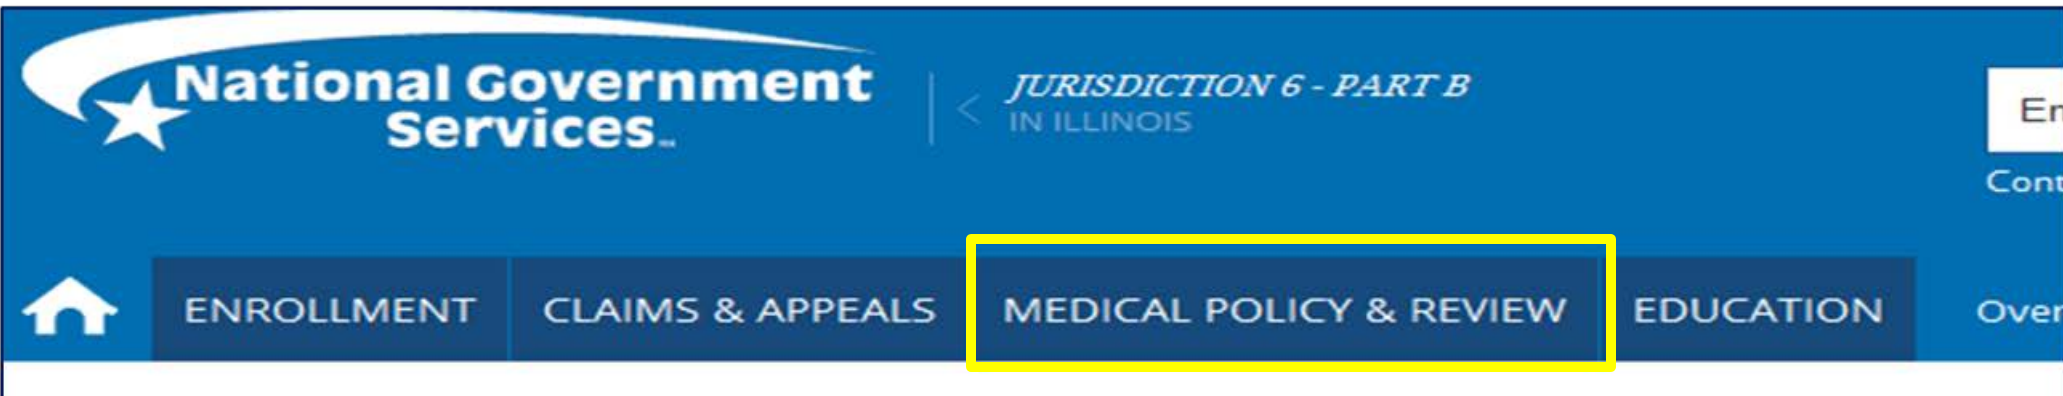 National Government
Services
JURISDICTION 6 - PART B
IN ILLINOIS
ENROLLMENT
CLAIMS & APPEALS
MEDICAL POLICY & REVIEW
EDUCATION